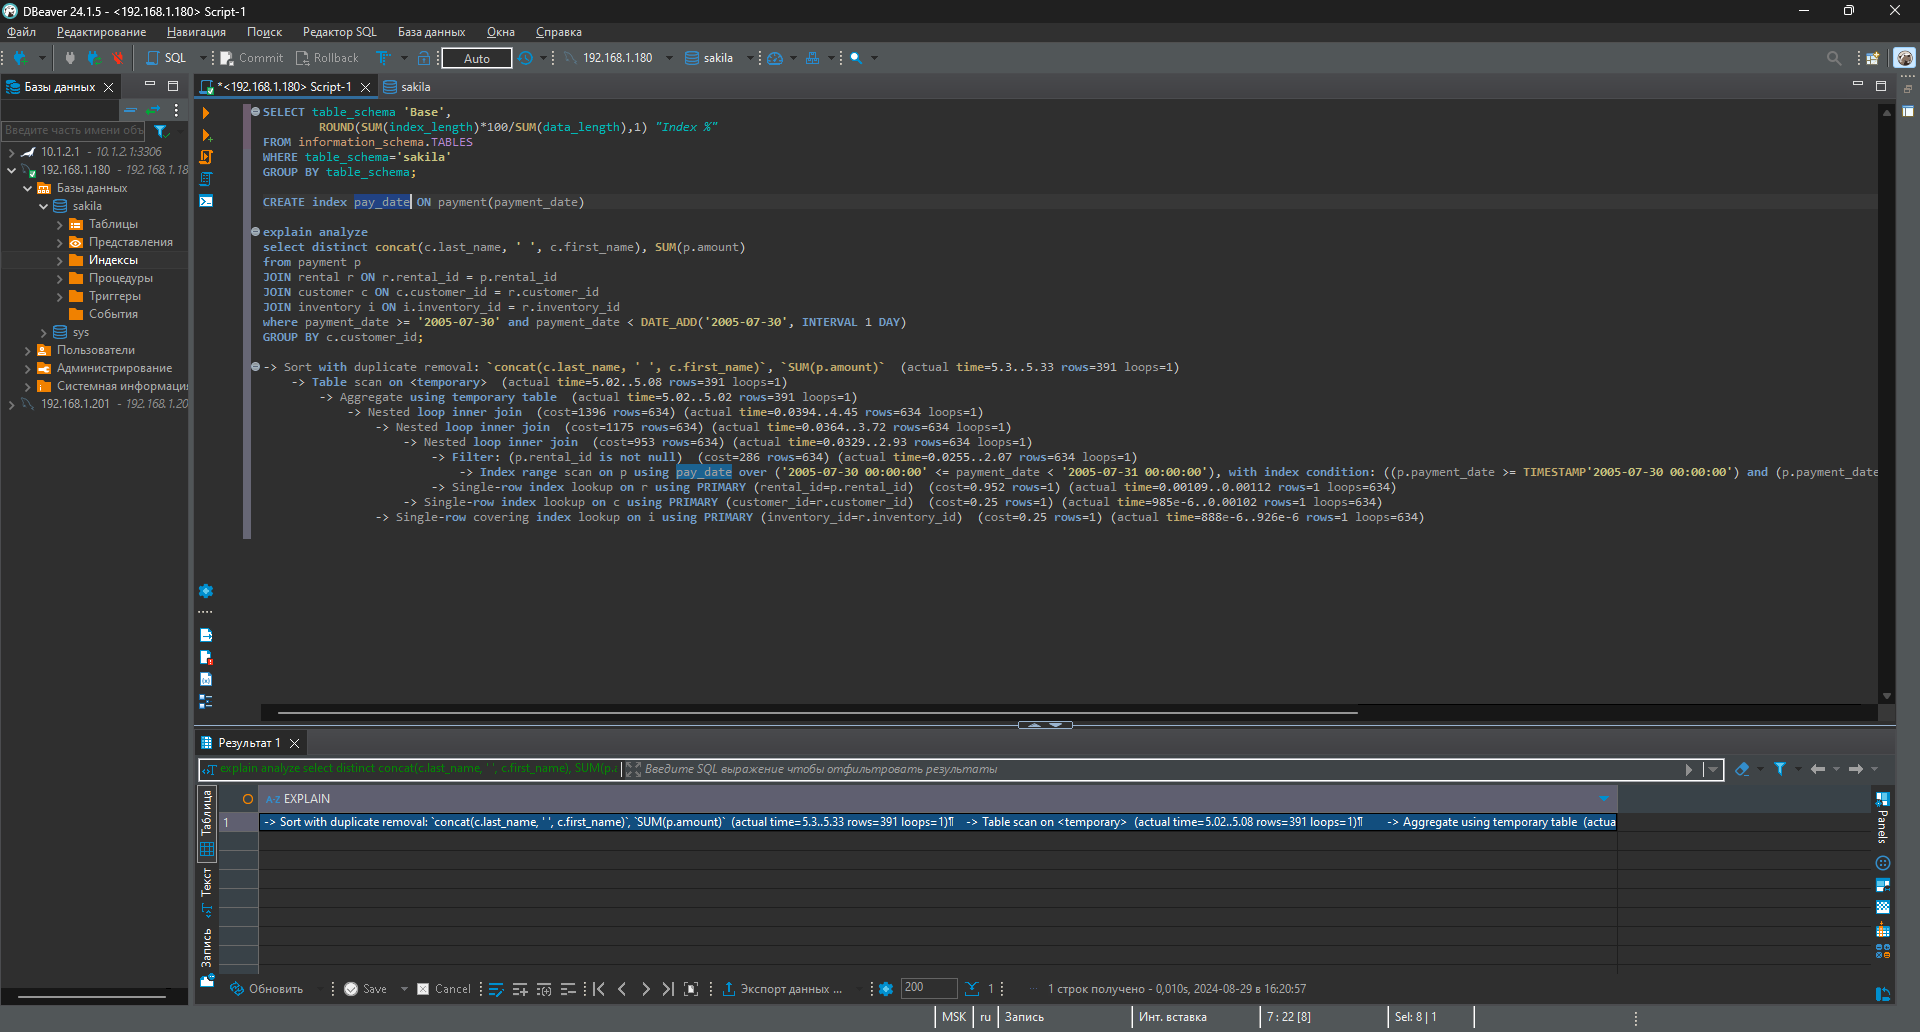 DBeaver 24.1.5 - <192.168.1.180> Script-1
Файл Редактирование Навигация Поиск Редактор SQL База данных Окна Справка
SQL Commit Rollback Auto 192.168.1.180 sakila
Базы данных
*<192.168.1.180> Script-1 sakila
Введите часть имени объ
10.1.2.1 - 10.1.2.1:3306
192.168.1.180 - 192.168.1.18
Базы данных
sakila
Таблицы
Представления
Индексы
Процедуры
Триггеры
События
sys
Пользователи
Администрирование
Системная информация
192.168.1.201 - 192.168.1.20
SELECT table_schema 'Base',
ROUND(SUM(index_length)*100/SUM(data_length),1) "Index %"
FROM information_schema.TABLES
WHERE table_schema='sakila'
GROUP BY table_schema;
CREATE index pay_date ON payment(payment_date)
explain analyze
select distinct concat(c.last_name, ' ', c.first_name), SUM(p.amount)
from payment p
JOIN rental r ON r.rental_id = p.rental_id
JOIN customer c ON c.customer_id = r.customer_id
JOIN inventory i ON i.inventory_id = r.inventory_id
where payment_date >= '2005-07-30' and payment_date < DATE_ADD('2005-07-30', INTERVAL 1 DAY)
GROUP BY c.customer_id;
-> Sort with duplicate removal: `concat(c.last_name, ' ', c.first_name)`, `SUM(p.amount)` (actual time=5.3..5.33 rows=391 loops=1)
-> Table scan on <temporary> (actual time=5.02..5.08 rows=391 loops=1)
-> Aggregate using temporary table (actual time=5.02..5.02 rows=391 loops=1)
-> Nested loop inner join (cost=1396 rows=634) (actual time=0.0394..4.45 rows=634 loops=1)
-> Nested loop inner join (cost=1175 rows=634) (actual time=0.0364..3.72 rows=634 loops=1)
-> Nested loop inner join (cost=953 rows=634) (actual time=0.0329..2.93 rows=634 loops=1)
-> Filter: (p.rental_id is not null) (cost=286 rows=634) (actual time=0.0255..2.07 rows=634 loops=1)
-> Index range scan on p using pay_date over ('2005-07-30 00:00:00' <= payment_date < '2005-07-31 00:00:00'), with index condition: ((p.payment_date >= TIMESTAMP'2005-07-30 00:00:00') and (p.payment_date
-> Single-row index lookup on r using PRIMARY (rental_id=p.rental_id) (cost=0.952 rows=1) (actual time=0.00109..0.00112 rows=1 loops=634)
-> Single-row index lookup on c using PRIMARY (customer_id=r.customer_id) (cost=0.25 rows=1) (actual time=985e-6..0.00102 rows=1 loops=634)
-> Single-row covering index lookup on i using PRIMARY (inventory_id=r.inventory_id) (cost=0.25 rows=1) (actual time=888e-6..926e-6 rows=1 loops=634)
Результат 1
explain analyze select distinct concat(c.last_name, ' ', c.first_name), SUM(p.a Введите SQL выражение чтобы отфильтровать результаты
Таблица
Текст
Запись
A-Z EXPLAIN
1 -> Sort with duplicate removal: `concat(c.last_name, ' ', c.first_name)`, `SUM(p.amount)` (actual time=5.3..5.33 rows=391 loops=1)¶ -> Table scan on <temporary> (actual time=5.02..5.08 rows=391 loops=1)¶ -> Aggregate using temporary table (actua
Panels
Обновить Save Cancel Экспорт данных ... 200 1 1 строк получено - 0,010s, 2024-08-29 в 16:20:57
MSK ru Запись Инт. вставка 7 : 22 [8] Sel: 8 | 1